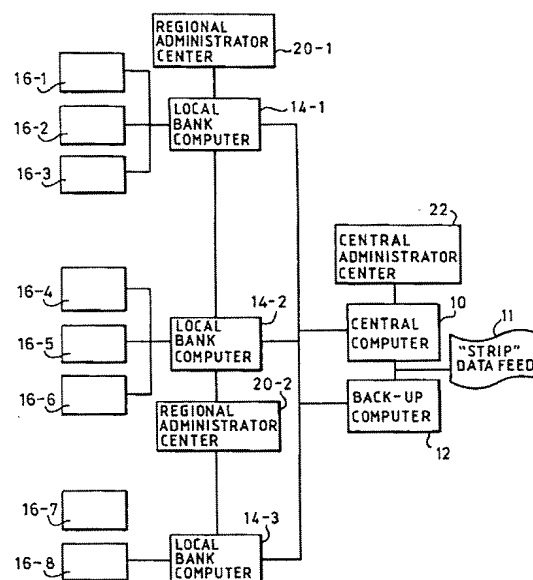 REGIONAL
ADMINISTRATOR
CENTER
20-1
16-1
16-2
16-3
LOCAL
BANK
COMPUTER
14-1
22
CENTRAL
ADMINISTRATOR
CENTER
16-4
16-5
16-6
14-2
LOCAL
BANK
COMPUTER
10
CENTRAL
COMPUTER
11
"STRIP"
DATA FEED
20-2
REGIONAL
ADMINISTRATOR
CENTER
BACK-UP
COMPUTER
12
16-7
16-8
14-3
LOCAL
BANK
COMPUTER